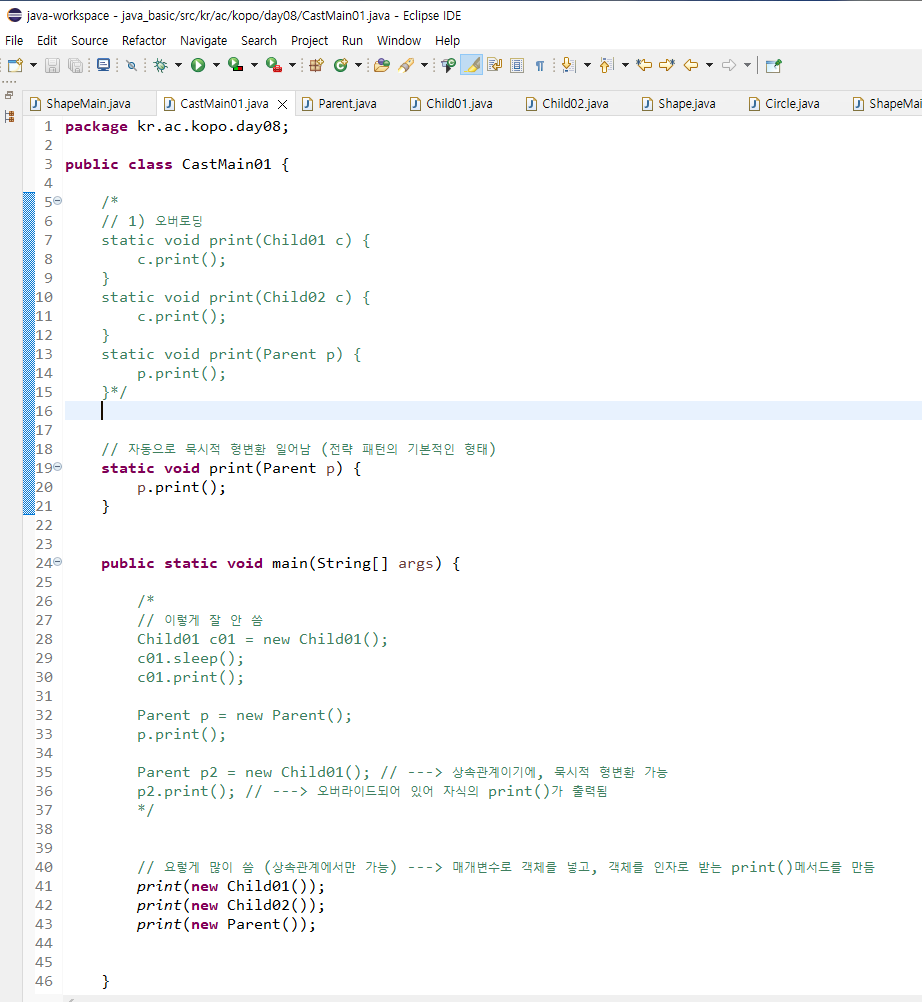 java-workspace - java_basic/src/kr/ac/kopo/day08/CastMain01.java - Eclipse IDE
File Edit Source Refactor Navigate Search Project Run Window Help
ShapeMain.java CastMain01.java Parent.java Child01.java Child02.java Shape.java Circle.java ShapeMai
1 package kr.ac.kopo.day08;
2
3 public class CastMain01 {
4
5 /*
6 // 1) 오버로딩
7 static void print(Child01 c) {
8 c.print();
9 }
10 static void print(Child02 c) {
11 c.print();
12 }
13 static void print(Parent p) {
14 p.print();
15 }*/
16
17
18 // 자동으로 묵시적 형변환 일어남 (전략 패턴의 기본적인 형태)
19 static void print(Parent p) {
20 p.print();
21 }
22
23
24 public static void main(String[] args) {
25
26 /*
27 // 이렇게 잘 안 씀
28 Child01 c01 = new Child01();
29 c01.sleep();
30 c01.print();
31
32 Parent p = new Parent();
33 p.print();
34
35 Parent p2 = new Child01(); // ---> 상속관계이기에, 묵시적 형변환 가능
36 p2.print(); // ---> 오버라이드되어 있어 자식의 print()가 출력됨
37 */
38
39
40 // 요렇게 많이 씀 (상속관계에서만 가능) ---> 매개변수로 객체를 넣고, 객체를 인자로 받는 print()메서드를 만듬
41 print(new Child01());
42 print(new Child02());
43 print(new Parent());
44
45
46 }